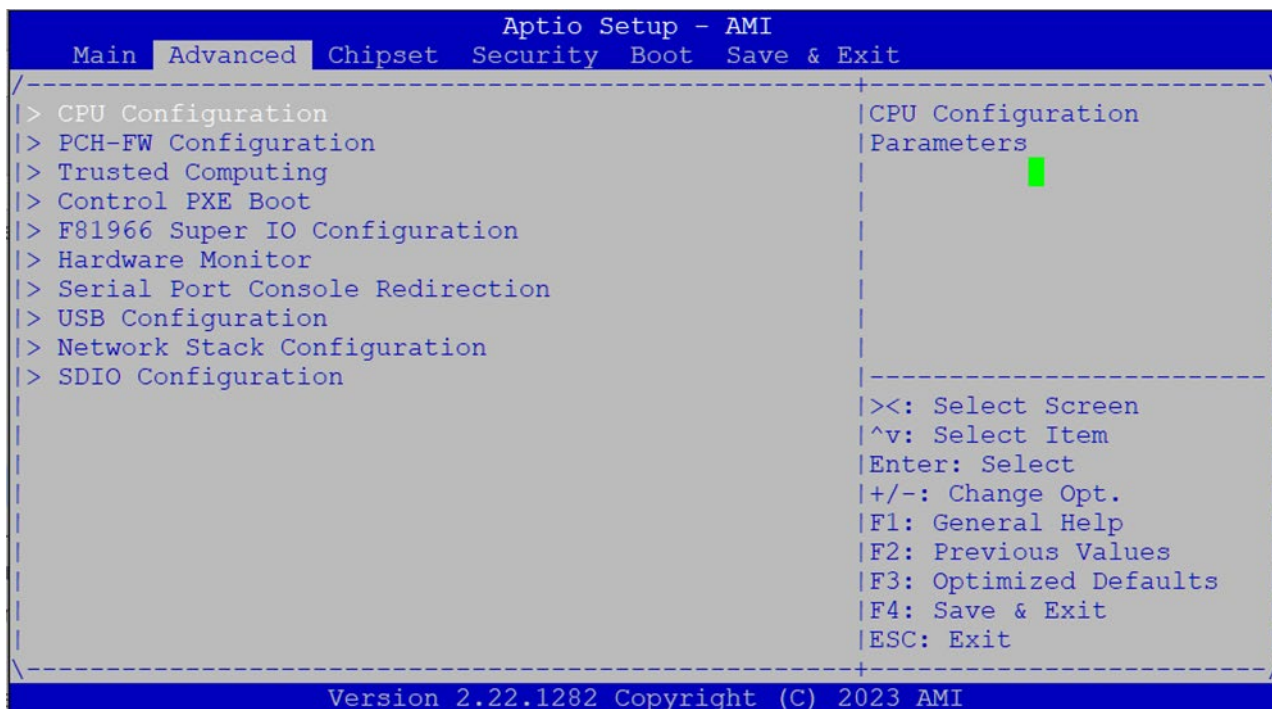 Aptio Setup - AMI
Main Advanced Chipset Security Boot Save & Exit
> CPU Configuration
> PCH-FW Configuration
> Trusted Computing
> Control PXE Boot
> F81966 Super IO Configuration
> Hardware Monitor
> Serial Port Console Redirection
> USB Configuration
> Network Stack Configuration
> SDIO Configuration
CPU Configuration
Parameters
><: Select Screen
^v: Select Item
Enter: Select
+/-: Change Opt.
F1: General Help
F2: Previous Values
F3: Optimized Defaults
F4: Save & Exit
ESC: Exit
Version 2.22.1282 Copyright (C) 2023 AMI